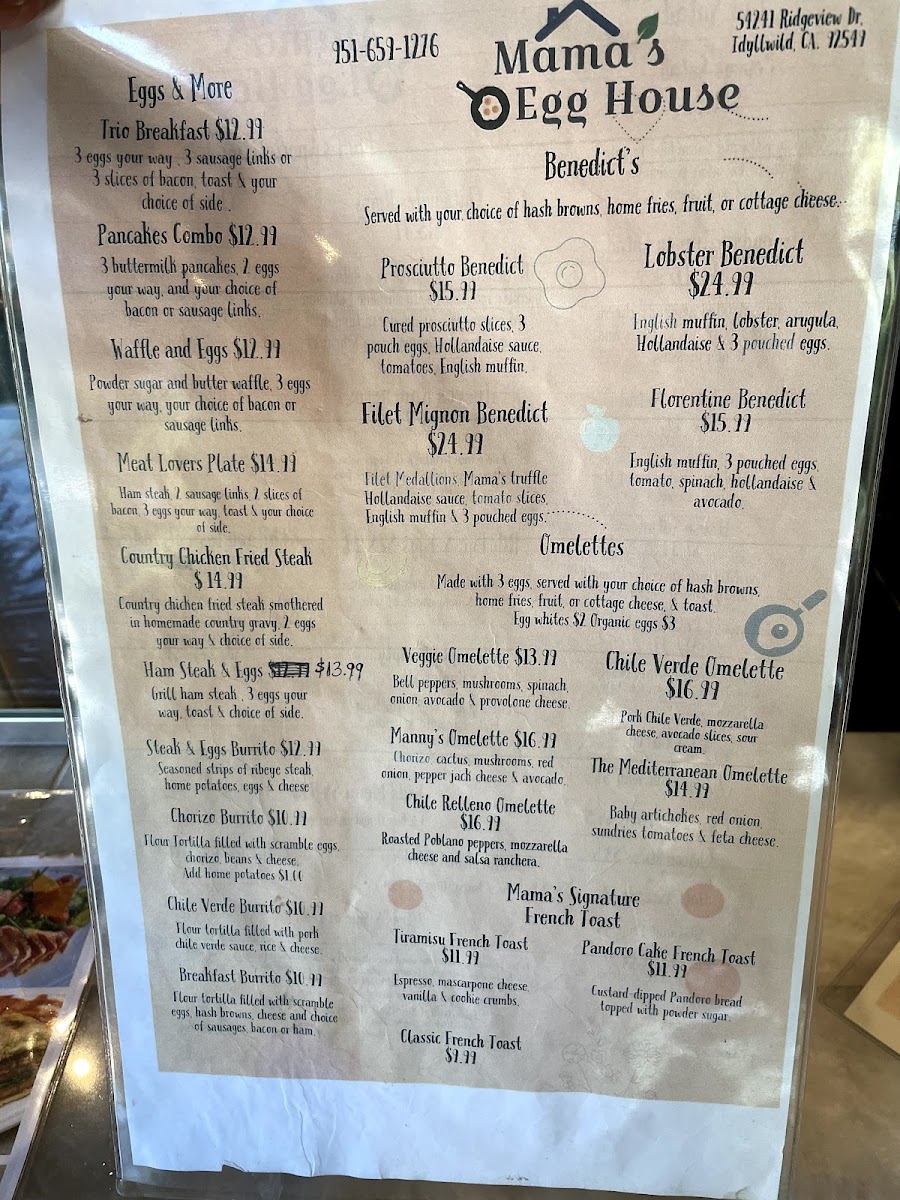 951-659-1276
Mama's
Egg House
54241 Ridgeview Dr,
Idyllwild, CA. 92549
Eggs & More
Trio Breakfast $12.99
3 eggs your way , 3 sausage links or
3 slices of bacon, toast & your
choice of side .
Pancakes Combo $12.99
3 buttermilk pancakes, 2 eggs
your way, and your choice of
bacon or sausage links.
Waffle and Eggs $12.99
Powder sugar and butter waffle, 3 eggs
your way, your choice of bacon or
sausage links.
Meat Lovers Plate $14.99
Ham steak, 2 sausage links, 2 slices of
bacon, 3 eggs your way, toast & your choice
of side.
Country Chicken Fried Steak
$14.99
Country chicken fried steak smothered
in homemade country gravy, 2 eggs
your way & choice of side.
Ham Steak & Eggs $13.99
Grill ham steak , 3 eggs your
way, toast & choice of side.
Steak & Eggs Burrito $12.99
Seasoned strips of ribeye steak,
home potatoes, eggs & cheese
Chorizo Burrito $10.99
Flour Tortilla filled with scramble eggs,
chorizo, beans & cheese.
Add home potatoes $1.00
Chile Verde Burrito $10.99
Flour tortilla filled with pork
chile verde sauce, rice & cheese.
Breakfast Burrito $10.99
Flour tortilla filled with scramble
eggs, hash browns, cheese and choice
of sausages, bacon or ham.
Benedict's
Served with your choice of hash browns, home fries, fruit, or cottage cheese.
Prosciutto Benedict
$15.99
Cured prosciutto slices, 3
pouch eggs, Hollandaise sauce,
tomatoes, English muffin.
Lobster Benedict
$24.99
English muffin, lobster, arugula,
Hollandaise & 3 pouched eggs.
Filet Mignon Benedict
$24.99
Filet Medallions, Mama's truffle
Hollandaise sauce, tomato slices,
English muffin & 3 pouched eggs.
Florentine Benedict
$15.99
English muffin, 3 pouched eggs,
tomato, spinach, hollandaise &
avocado.
Omelettes
Made with 3 eggs, served with your choice of hash browns,
home fries, fruit, or cottage cheese, & toast.
Egg whites $2 Organic eggs $3
Veggie Omelette $13.99
Bell peppers, mushrooms, spinach,
onion, avocado & provolone cheese.
Chile Verde Omelette
$16.99
Pork Chile Verde, mozzarella
cheese, avocado slices, sour
cream.
Manny's Omelette $16.99
Chorizo, cactus, mushrooms, red
onion, pepper jack cheese & avocado.
The Mediterranean Omelette
$14.99
Baby artichokes, red onion,
sundries tomatoes & feta cheese.
Chile Relleno Omelette
$16.99
Roasted Poblano peppers, mozzarella
cheese and salsa ranchera.
Mama's Signature
French Toast
Tiramisu French Toast
$11.99
Espresso, mascarpone cheese,
vanilla & cookie crumbs.
Pandoro Cake French Toast
$11.99
Custard-dipped Pandoro bread
topped with powder sugar.
Classic French Toast
$9.99